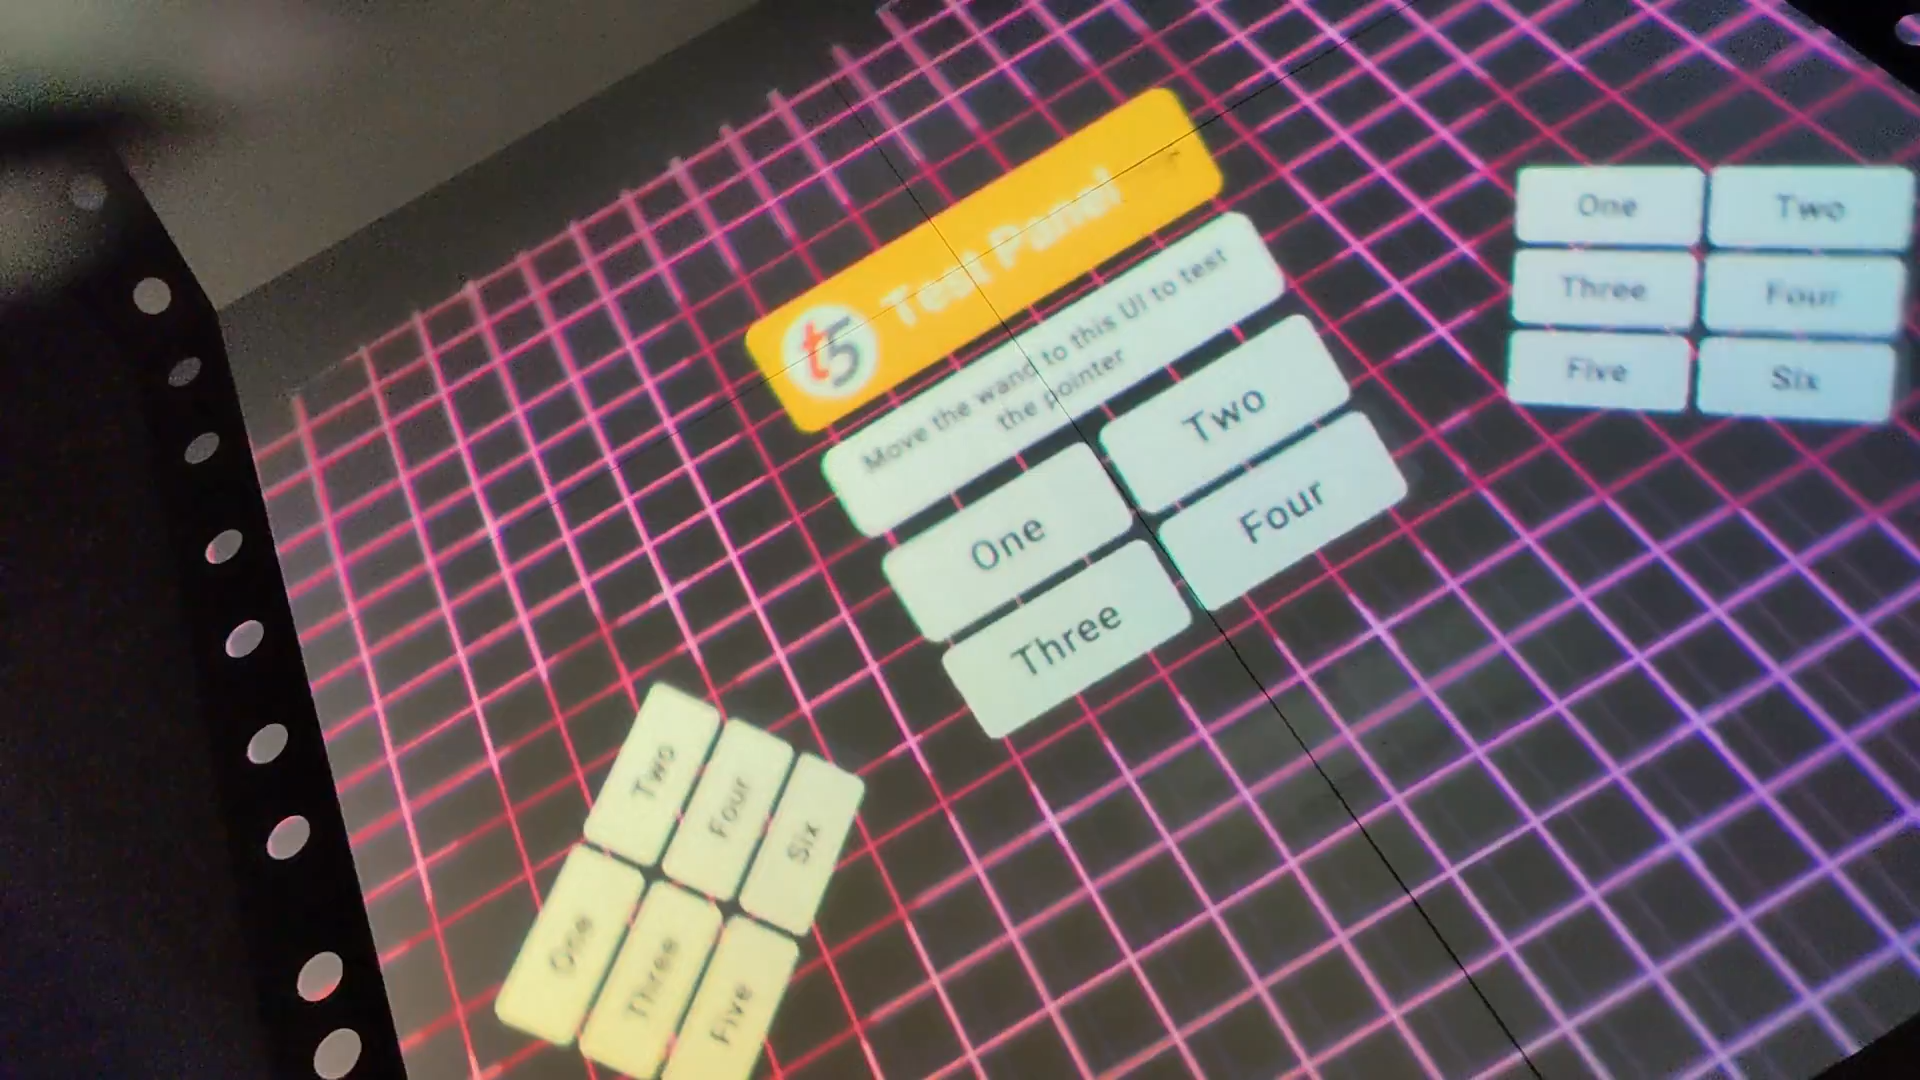 t5 Test Panel
Move the wand to this UI to test
the pointer
One Two
Three Four
One Two
Three Four
Five Six
Two Four Six
One Three Five